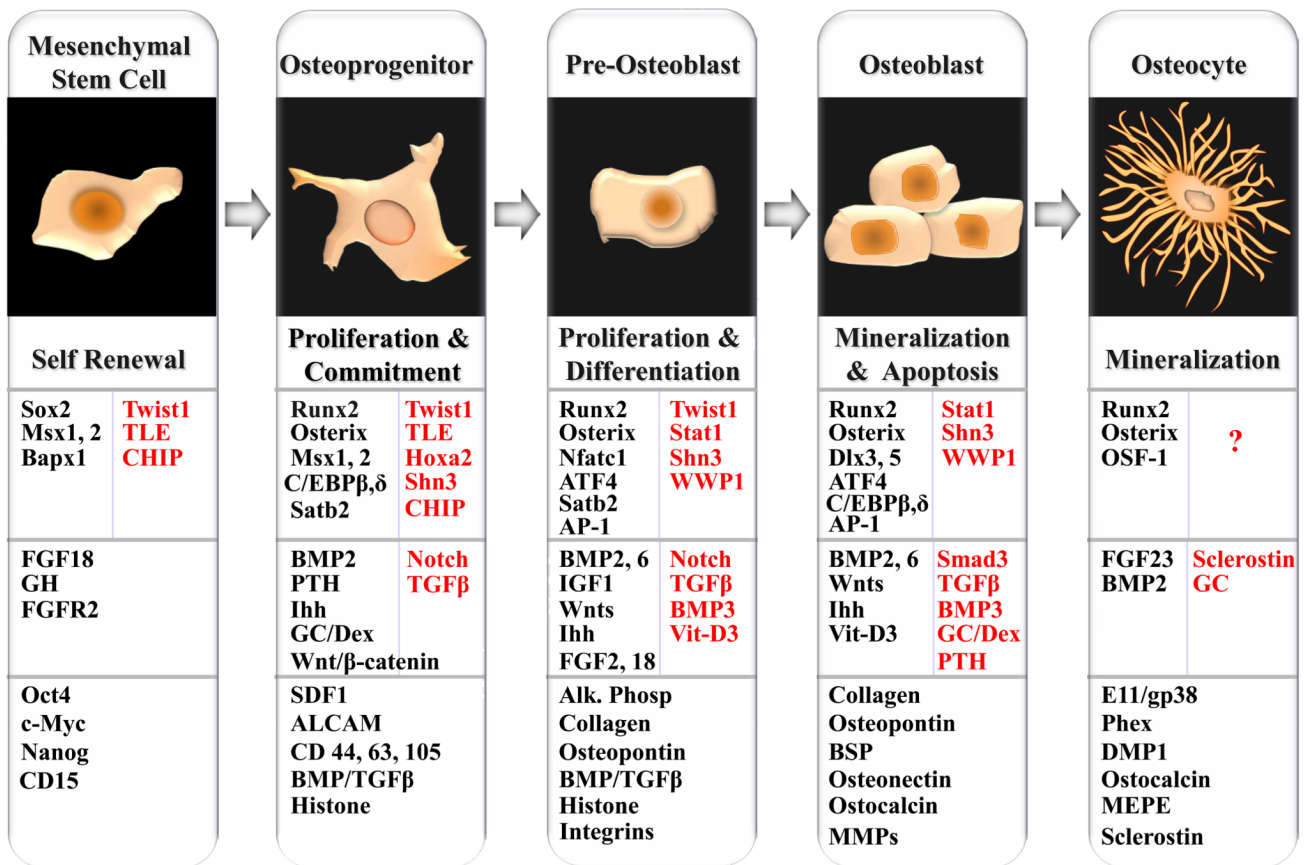 Mesenchymal
Stem Cell
Self Renewal
Sox2 Twist1
Msx1, 2 TLE
Bapx1 CHIP
FGF18
GH
FGFR2
Oct4
c-Myc
Nanog
CD15
Osteoprogenitor
Proliferation &
Commitment
Runx2 Twist1
Osterix TLE
Msx1, 2 Hoxa2
C/EBPβ,δ Shn3
Satb2 CHIP
BMP2 Notch
PTH TGFβ
Ihh
GC/Dex
Wnt/β-catenin
SDF1
ALCAM
CD 44, 63, 105
BMP/TGFβ
Histone
Pre-Osteoblast
Proliferation &
Differentiation
Runx2 Twist1
Osterix Stat1
Nfatc1 Shn3
ATF4 WWP1
Satb2
AP-1
BMP2, 6 Notch
IGF1 TGFβ
Wnts BMP3
Ihh Vit-D3
FGF2, 18
Alk. Phosp
Collagen
Osteopontin
BMP/TGFβ
Histone
Integrins
Osteoblast
Mineralization
& Apoptosis
Runx2 Stat1
Osterix Shn3
Dlx3, 5 WWP1
ATF4
C/EBPβ,δ
AP-1
BMP2, 6 Smad3
Wnts TGFβ
Ihh BMP3
Vit-D3 GC/Dex
PTH
Collagen
Osteopontin
BSP
Osteonectin
Ostocalcin
MMPs
Osteocyte
Mineralization
Runx2
Osterix ?
OSF-1
FGF23 Sclerostin
BMP2 GC
E11/gp38
Phex
DMP1
Ostocalcin
MEPE
Sclerostin